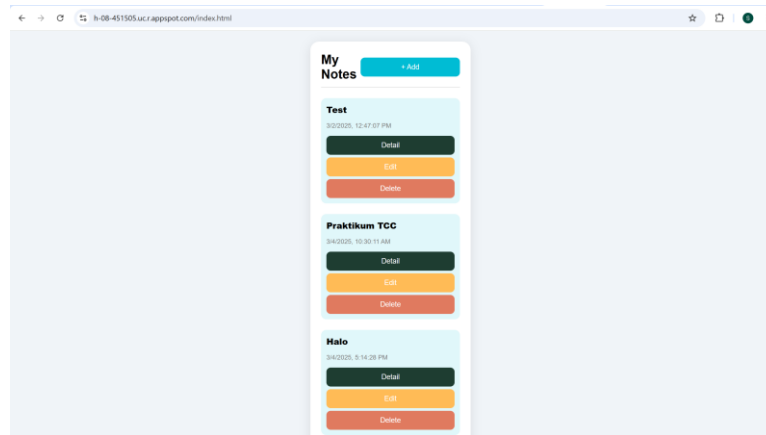 h-08-451505.uc.r.appspot.com/index.html
My Notes
+ Add
Test
3/2/2025, 12:47:07 PM
Detail
Edit
Delete
Praktikum TCC
3/4/2025, 10:30:11 AM
Detail
Edit
Delete
Halo
3/4/2025, 5:14:28 PM
Detail
Edit
Delete